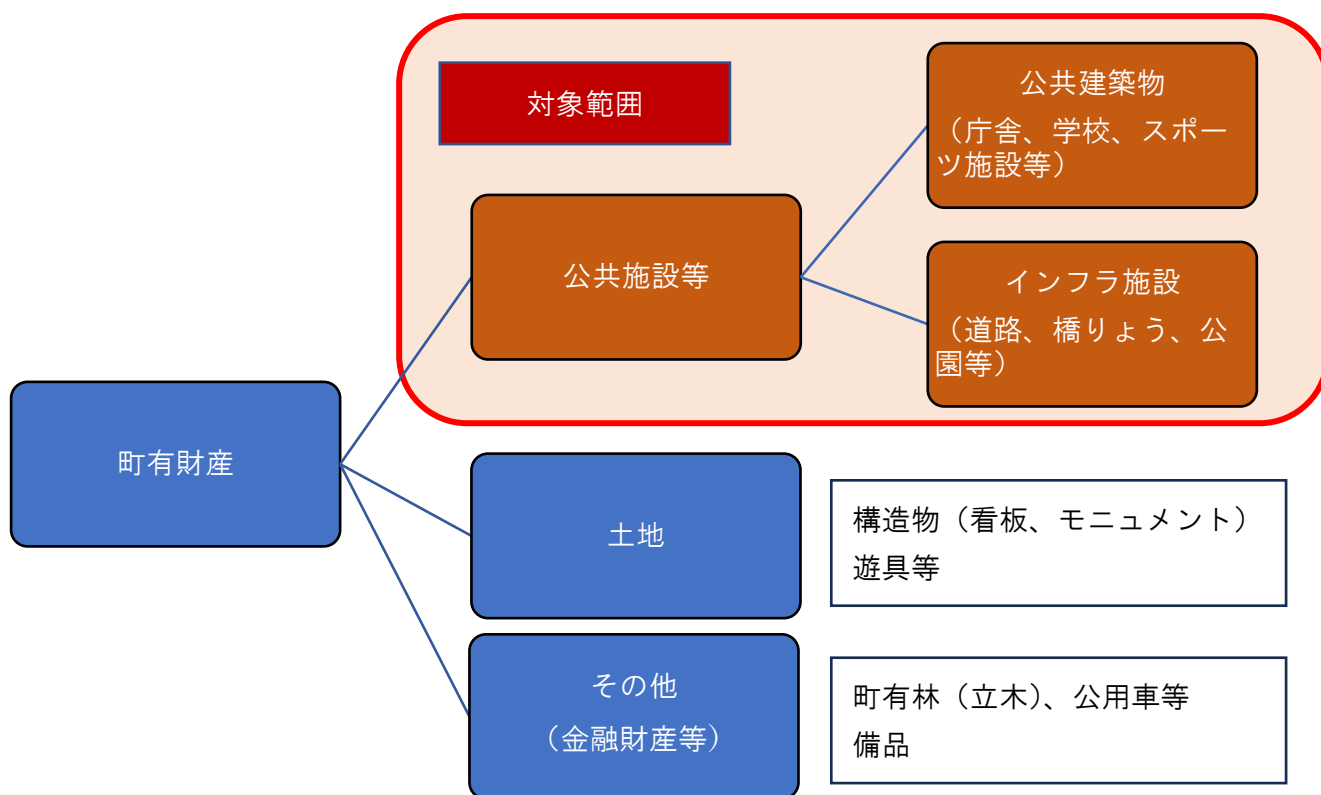 対象範囲
公共建築物
（庁舎、学校、スポー
ツ施設等）
公共施設等
インフラ施設
（道路、橋りょう、公
園等）
町有財産
土地
構造物（看板、モニュメント）
遊具等
その他
（金融財産等）
町有林（立木）、公用車等
備品